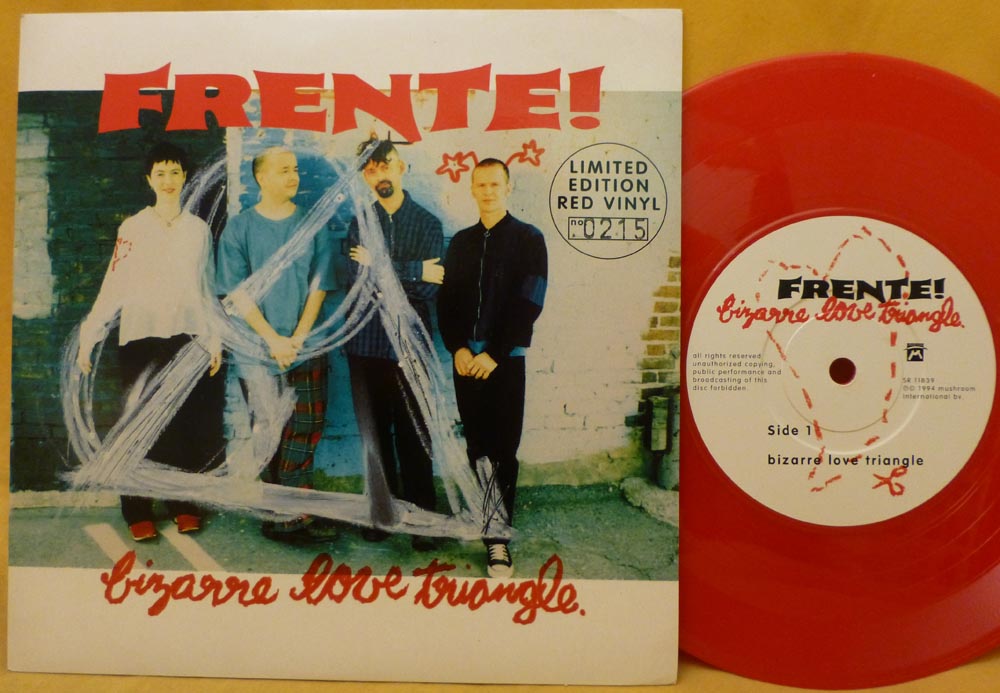 FRENTE!
LIMITED
EDITION
RED VINYL
no. 0215
bizarre love triangle.
FRENTE!
bizarre love triangle.
all rights reserved
unauthorized copying,
public performance and
broadcasting of this
disc forbidden.
SR 11839
℗© 1994 mushroom
International bv.
Side 1
bizarre love triangle